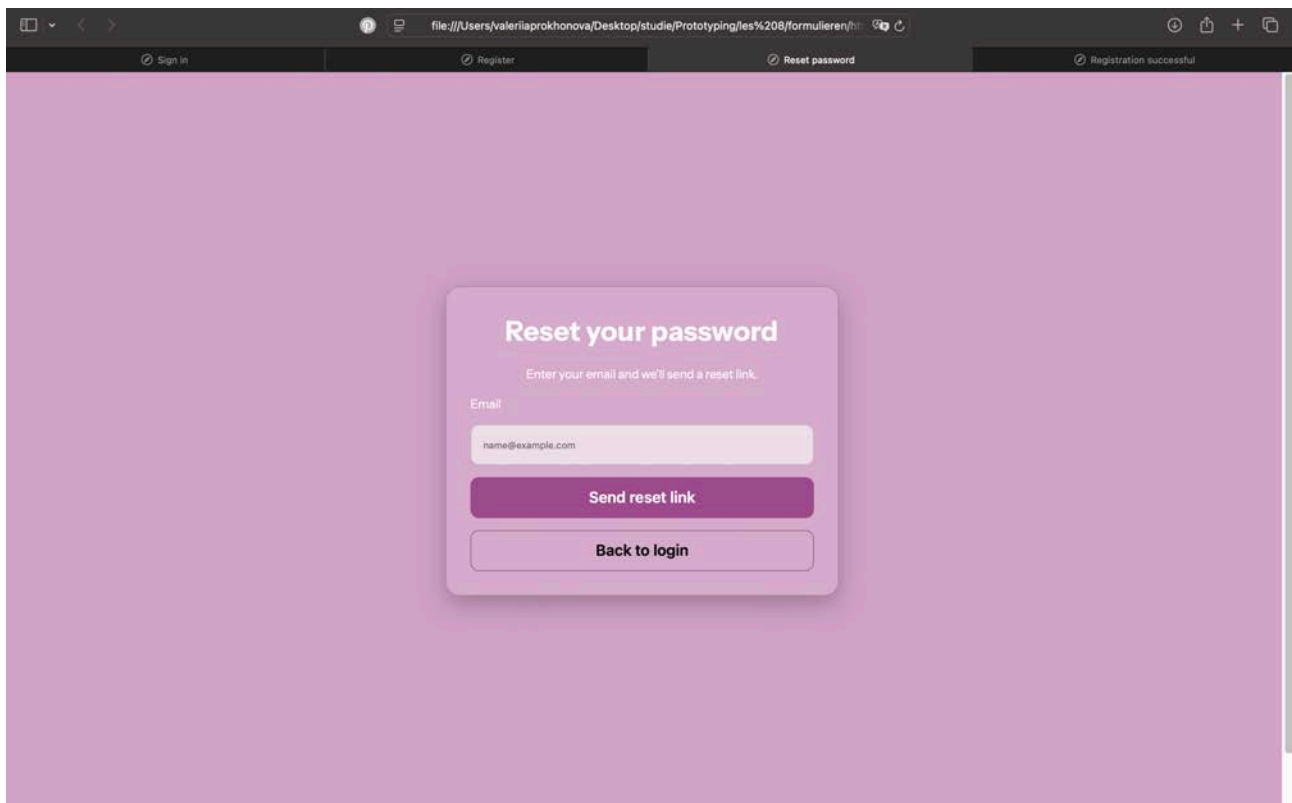 file:///Users/valeriiaprokhonova/Desktop/studie/Prototyping/les%208/formulieren/ht
Sign in
Register
Reset password
Registration successful
Reset your password
Enter your email and we'll send a reset link.
Email
name@example.com
Send reset link
Back to login